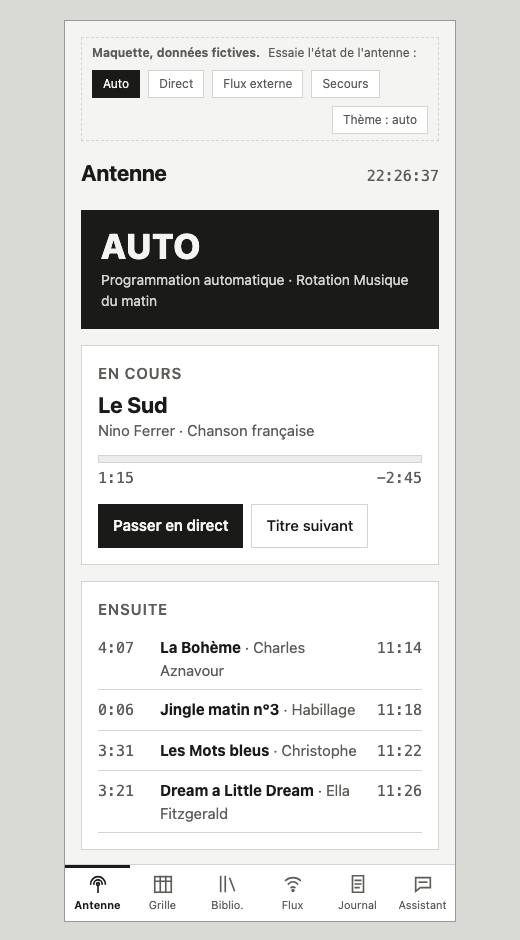 Maquette, données fictives. Essaie l'état de l'antenne :
Auto
Direct
Flux externe
Secours
Thème : auto
Antenne
22:26:37
AUTO
Programmation automatique · Rotation Musique
du matin
EN COURS
Le Sud
Nino Ferrer · Chanson française
1:15
−2:45
Passer en direct
Titre suivant
ENSUITE
4:07 La Bohème · Charles 11:14
Aznavour
0:06 Jingle matin n°3 · Habillage 11:18
3:31 Les Mots bleus · Christophe 11:22
3:21 Dream a Little Dream · Ella 11:26
Fitzgerald
Antenne
Grille
Biblio.
Flux
Journal
Assistant